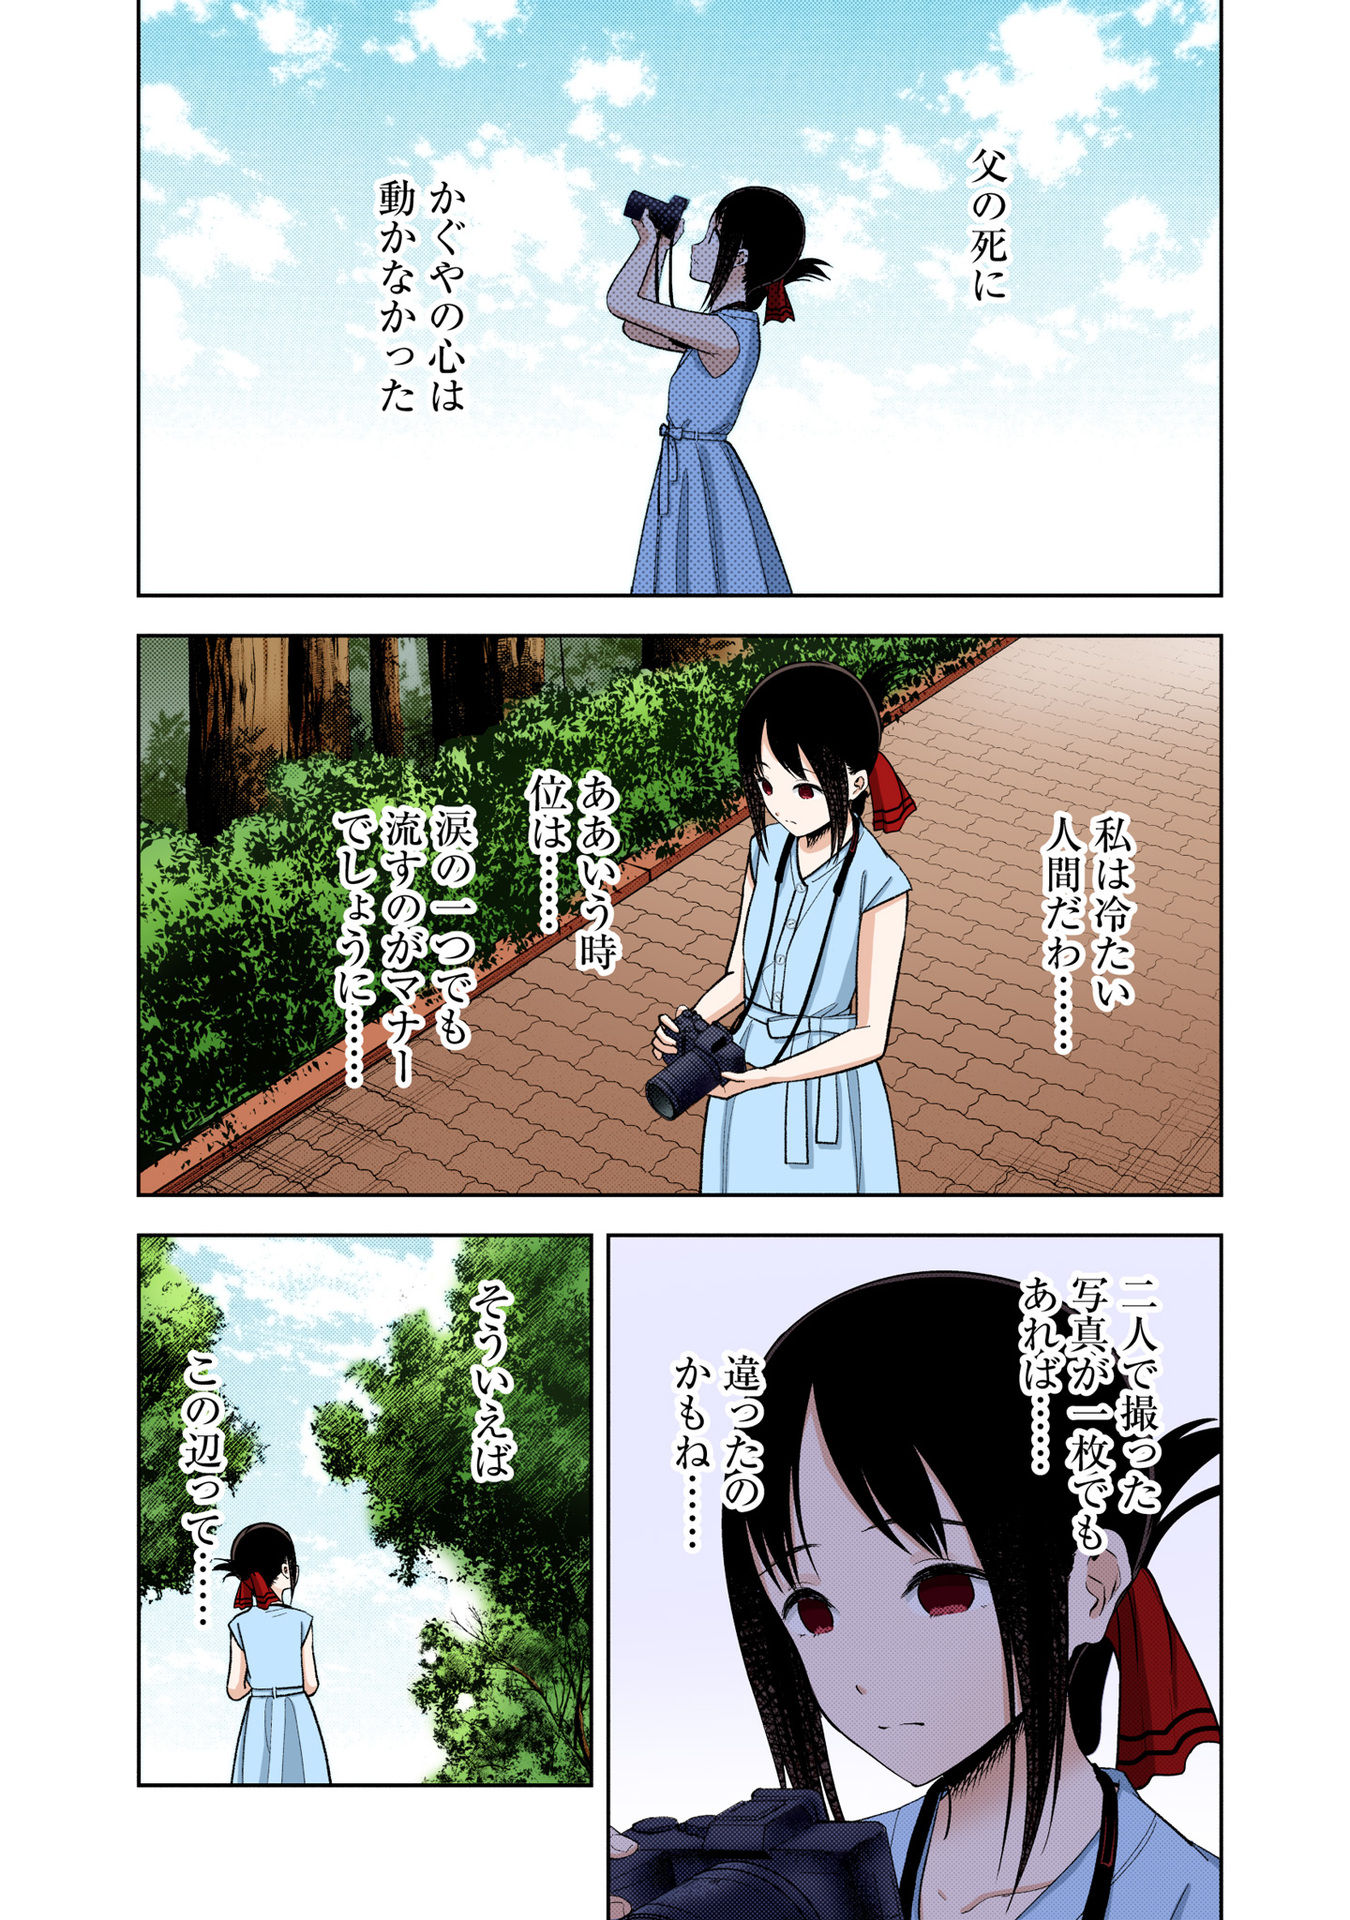 父の死に
かぐやの心は
動かなかった
私は冷たい
人間だわ……
ああいう時
位は……
涙の一つでも
流すのがマナー
でしょうに……
二人で撮った
写真が一枚でも
あれば……
違ったの
かもね……
そういえば
この辺って……